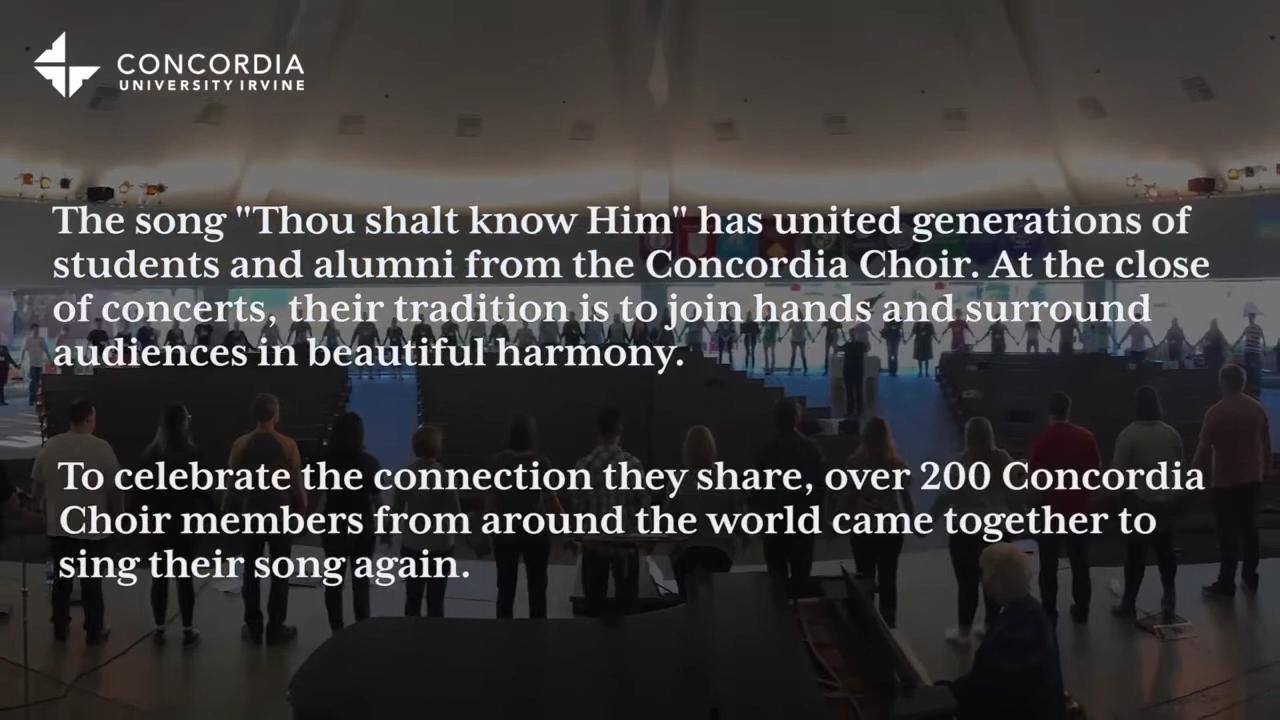 CONCORDIA
UNIVERSITY IRVINE
The song "Thou shalt know Him" has united generations of
students and alumni from the Concordia Choir. At the close
of concerts, their tradition is to join hands and surround
audiences in beautiful harmony.
To celebrate the connection they share, over 200 Concordia
Choir members from around the world came together to
sing their song again.